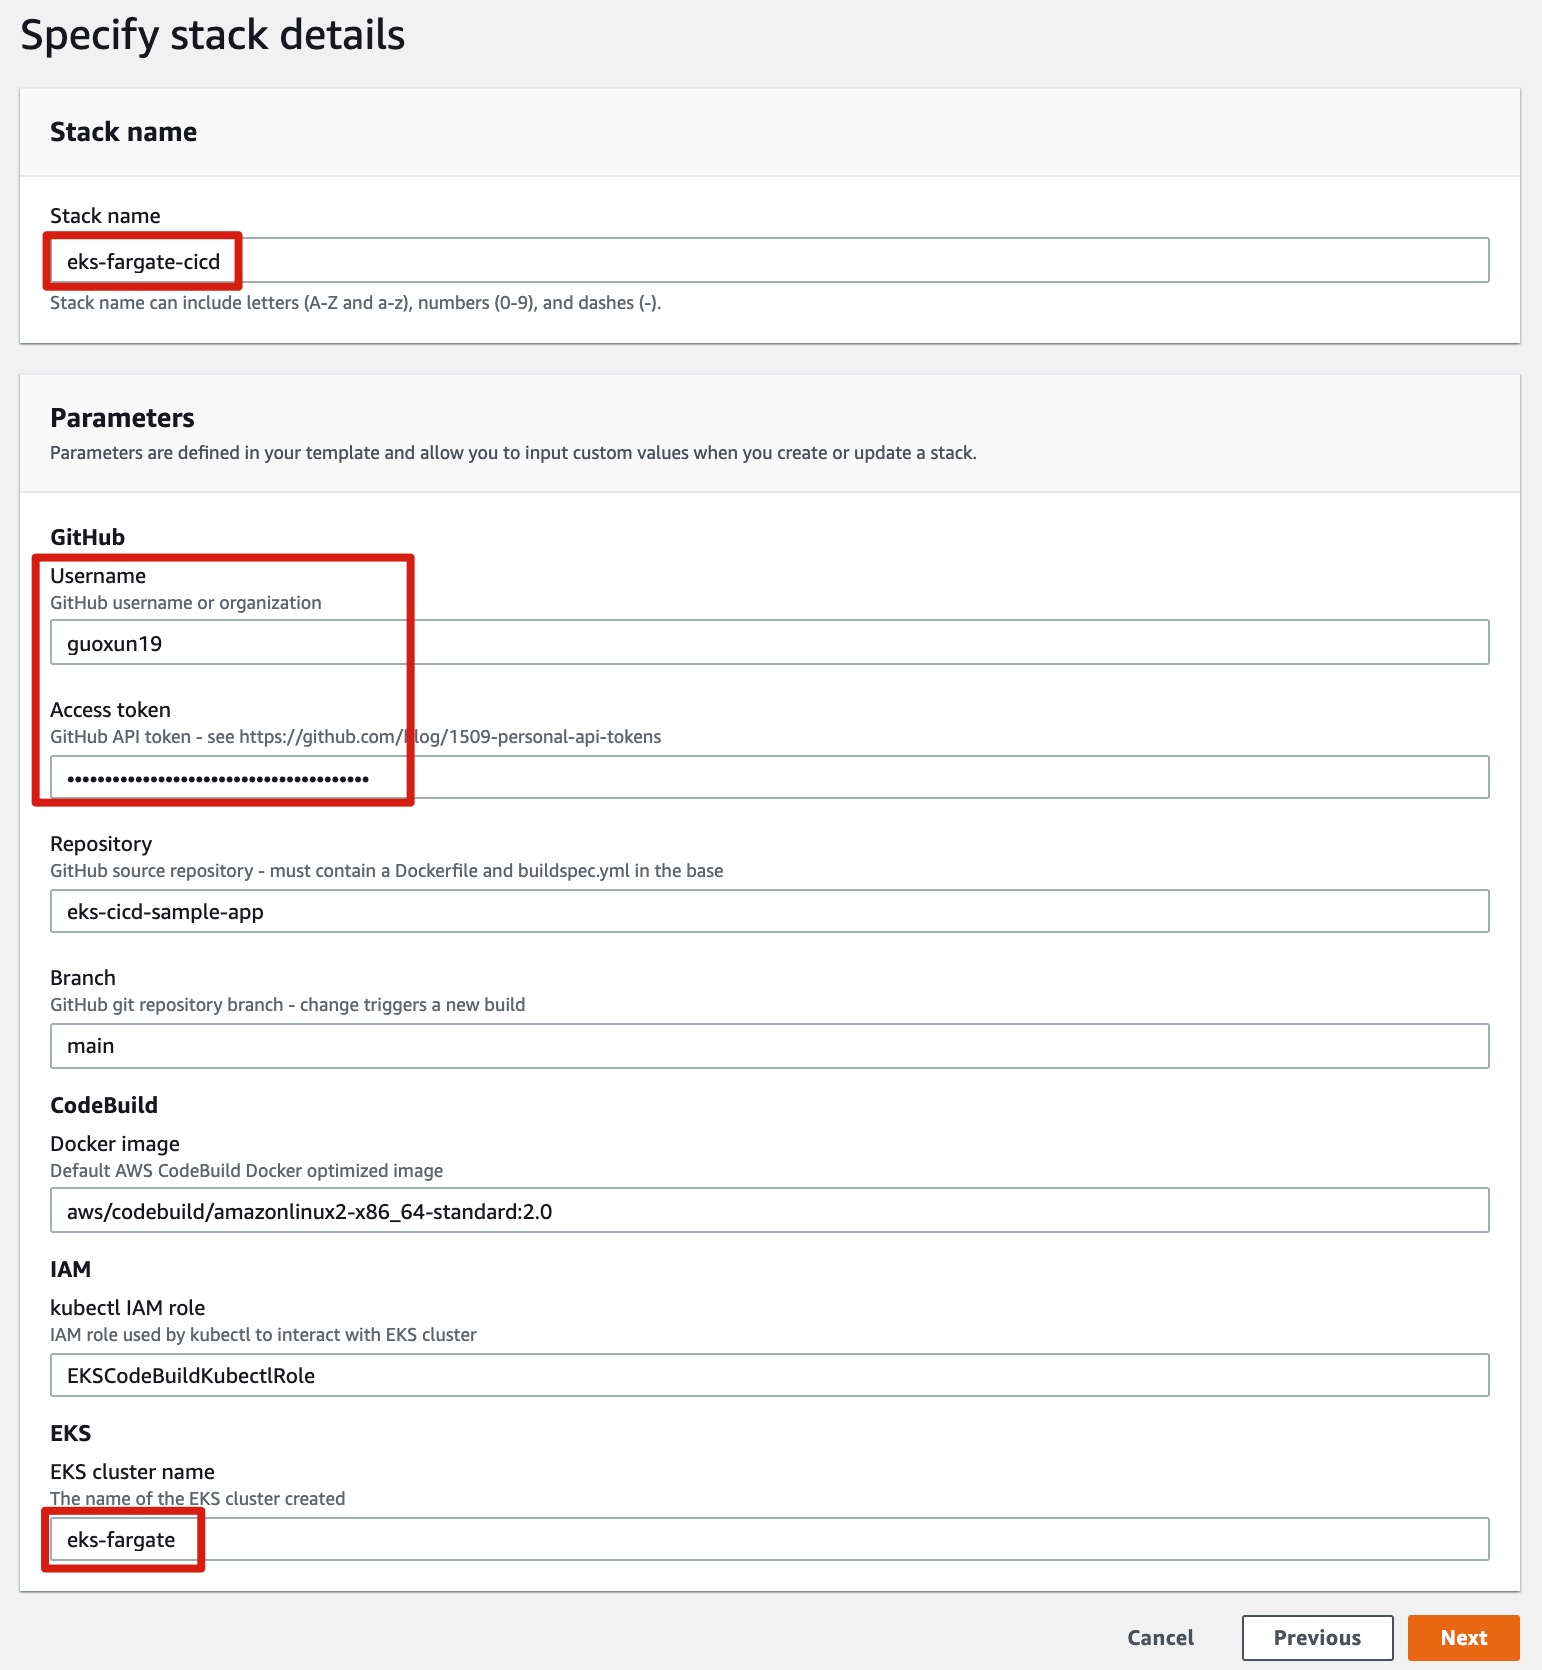 Specify stack details
Stack name
Stack name
eks-fargate-cicd
Stack name can include letters (A-Z and a-z), numbers (0-9), and dashes (-).
Parameters
Parameters are defined in your template and allow you to input custom values when you create or update a stack.
GitHub
Username
GitHub username or organization
guoxun19
Access token
GitHub API token - see https://github.com/blog/1509-personal-api-tokens
••••••••••••••••••••••••••••••••••••••••
Repository
GitHub source repository - must contain a Dockerfile and buildspec.yml in the base
eks-cicd-sample-app
Branch
GitHub git repository branch - change triggers a new build
main
CodeBuild
Docker image
Default AWS CodeBuild Docker optimized image
aws/codebuild/amazonlinux2-x86_64-standard:2.0
IAM
kubectl IAM role
IAM role used by kubectl to interact with EKS cluster
EKSCodeBuildKubectlRole
EKS
EKS cluster name
The name of the EKS cluster created
eks-fargate
Cancel
Previous
Next